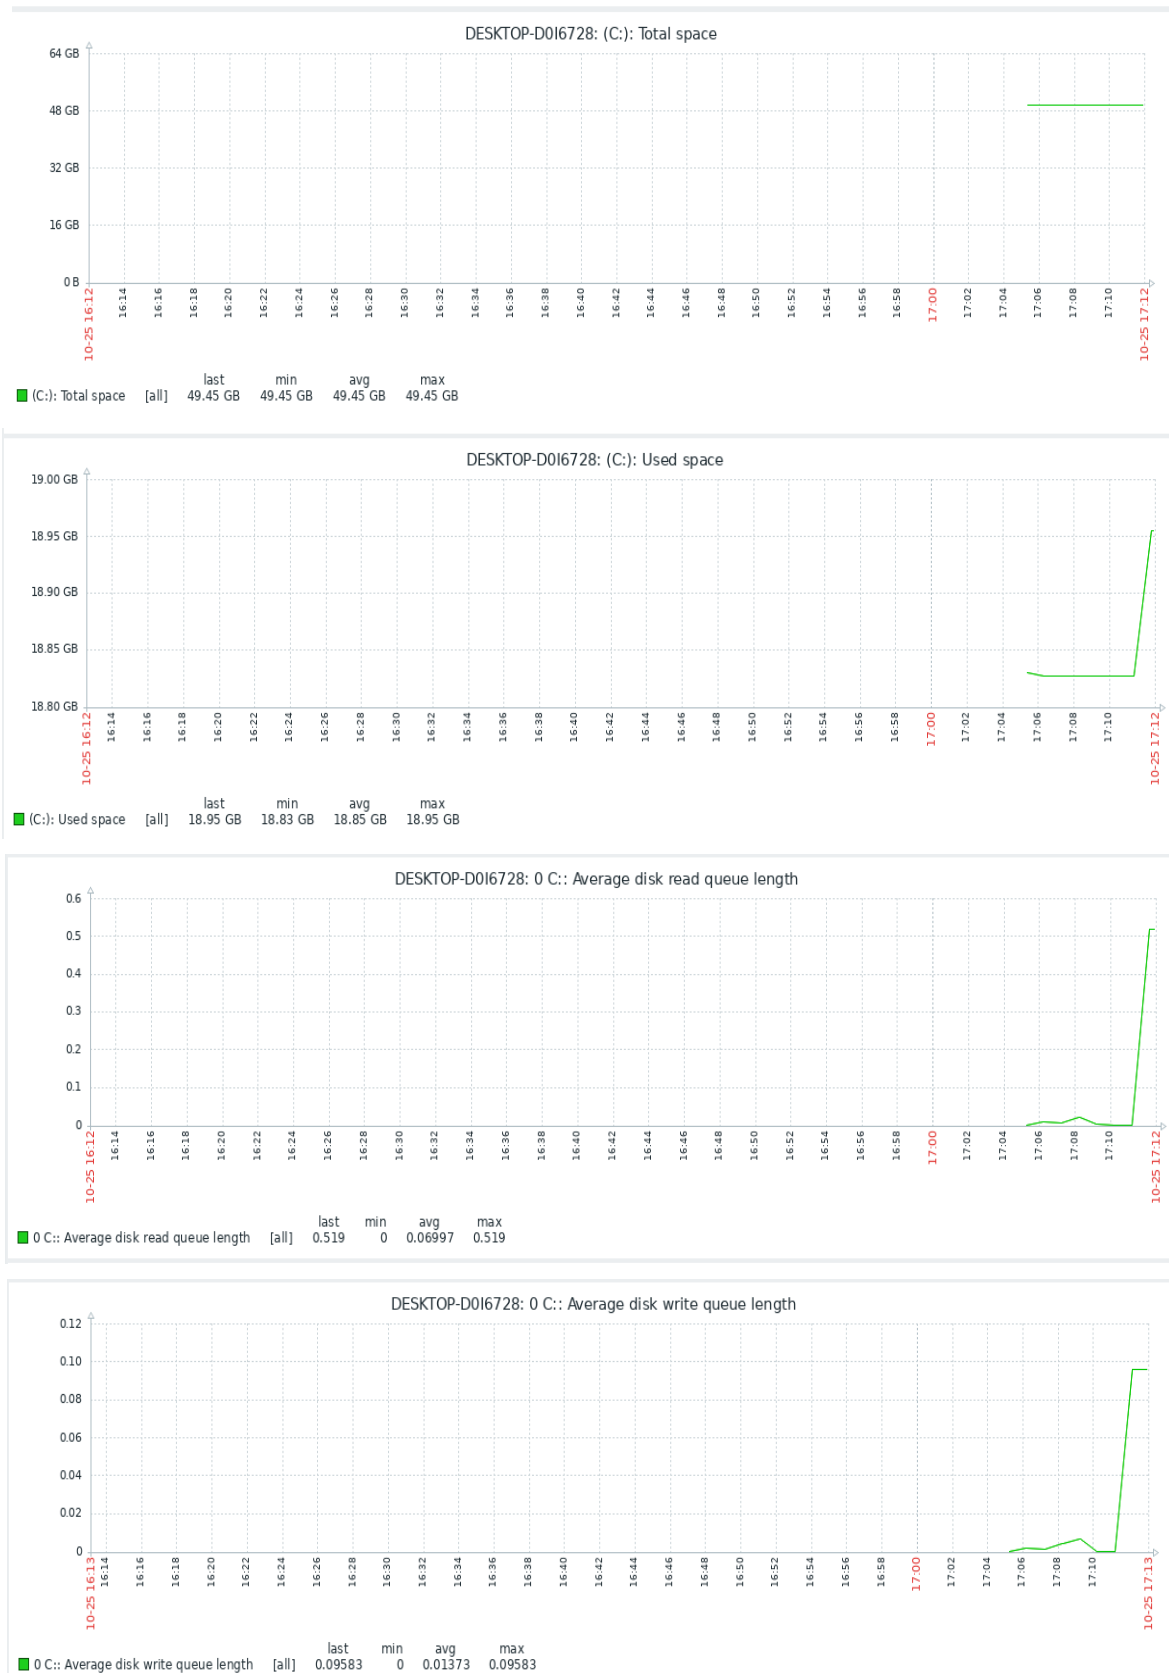 DESKTOP-D0I6728: (C:): Total space
64 GB
48 GB
32 GB
16 GB
0 B
10-25 16:12 16:14 16:16 16:18 16:20 16:22 16:24 16:26 16:28 16:30 16:32 16:34 16:36 16:38 16:40 16:42 16:44 16:46 16:48 16:50 16:52 16:54 16:56 16:58 17:00 17:02 17:04 17:06 17:08 17:10 10-25 17:12
last min avg max
(C:): Total space [all] 49.45 GB 49.45 GB 49.45 GB 49.45 GB
DESKTOP-D0I6728: (C:): Used space
19.00 GB
18.95 GB
18.90 GB
18.85 GB
18.80 GB
10-25 16:12 16:14 16:16 16:18 16:20 16:22 16:24 16:26 16:28 16:30 16:32 16:34 16:36 16:38 16:40 16:42 16:44 16:46 16:48 16:50 16:52 16:54 16:56 16:58 17:00 17:02 17:04 17:06 17:08 17:10 10-25 17:12
last min avg max
(C:): Used space [all] 18.95 GB 18.83 GB 18.85 GB 18.95 GB
DESKTOP-D0I6728: 0 C:: Average disk read queue length
0.6
0.5
0.4
0.3
0.2
0.1
0
10-25 16:12 16:14 16:16 16:18 16:20 16:22 16:24 16:26 16:28 16:30 16:32 16:34 16:36 16:38 16:40 16:42 16:44 16:46 16:48 16:50 16:52 16:54 16:56 16:58 17:00 17:02 17:04 17:06 17:08 17:10 10-25 17:12
last min avg max
0 C:: Average disk read queue length [all] 0.519 0 0.06997 0.519
DESKTOP-D0I6728: 0 C:: Average disk write queue length
0.12
0.10
0.08
0.06
0.04
0.02
0
10-25 16:13 16:14 16:16 16:18 16:20 16:22 16:24 16:26 16:28 16:30 16:32 16:34 16:36 16:38 16:40 16:42 16:44 16:46 16:48 16:50 16:52 16:54 16:56 16:58 17:00 17:02 17:04 17:06 17:08 17:10 10-25 17:13
last min avg max
0 C:: Average disk write queue length [all] 0.09583 0 0.01373 0.09583